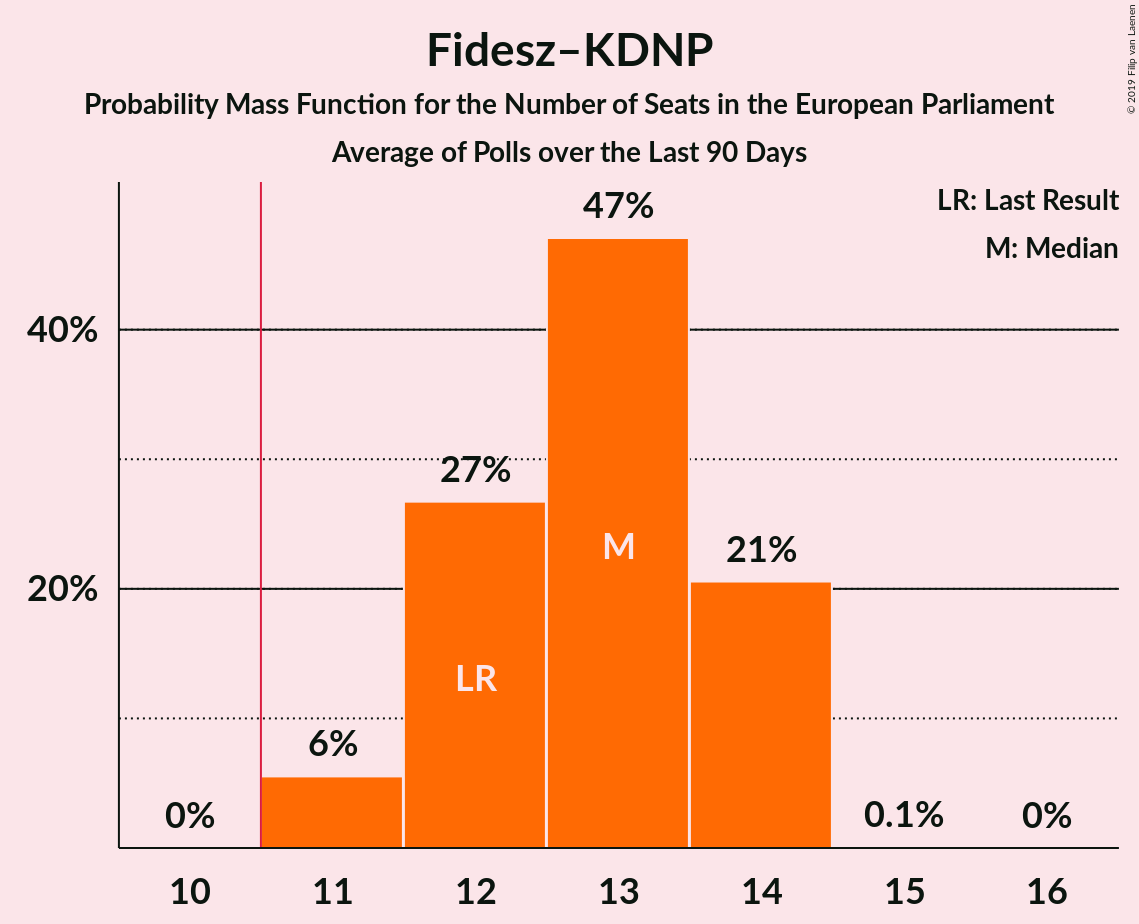 Fidesz–KDNP
Probability Mass Function for the Number of Seats in the European Parliament
Average of Polls over the Last 90 Days
© 2019 Filip van Laenen
LR: Last Result
M: Median
47%
40%
27%
M
21%
20%
LR
6%
0%
0.1%
0%
10 11 12 13 14 15 16